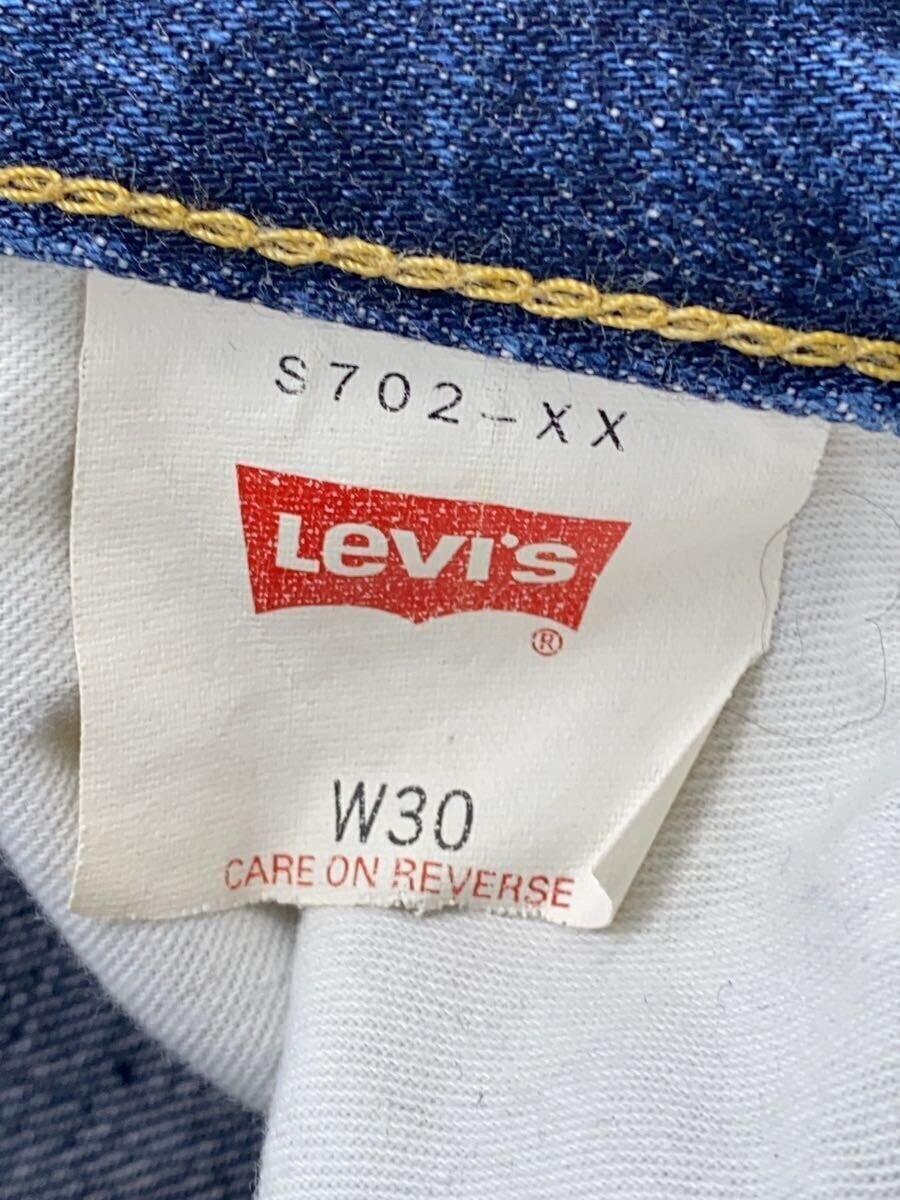 S702-XX
Levi's
®
W30
CARE ON REVERSE